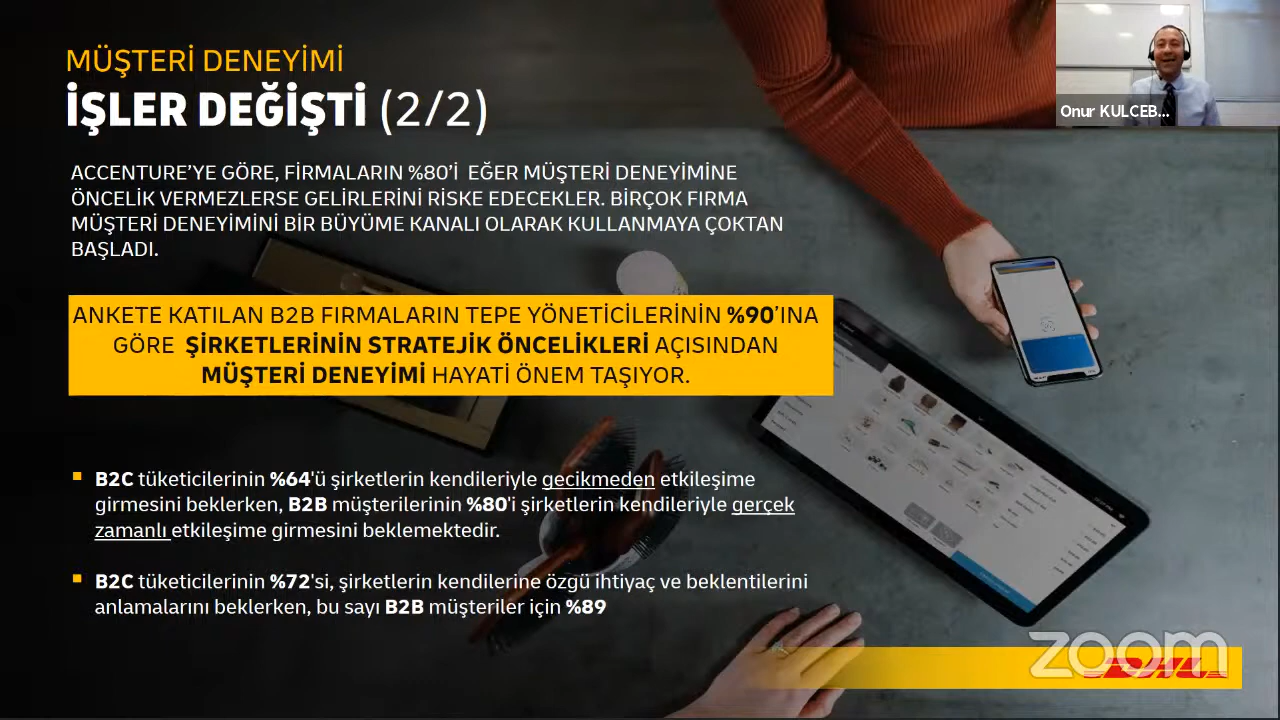 MÜŞTERİ DENEYİMİ
İŞLER DEĞİŞTİ (2/2)
ACCENTURE'YE GÖRE, FİRMALARIN %80'İ EĞER MÜŞTERİ DENEYİMİNE
ÖNCELİK VERMEZLERSE GELİRLERİNİ RİSKE EDECEKLER. BİRÇOK FIRMA
MÜŞTERİ DENEYİMİNİ BİR BÜYÜME KANALI OLARAK KULLANMAYA ÇOKTAN
BAŞLADI.
ANKETE KATILAN B2B FIRMALARIN TEPE YÖNETİCİLERİNİN %90'INA
GÖRE ŞİRKETLERİNİN STRATEJİK ÖNCELİKLERİ AÇISINDAN
MÜŞTERİ DENEYİMİ HAYATİ ÖNEM TAŞIYOR.
B2C tüketicilerinin %64'ü şirketlerin kendileriyle gecikmeden etkileşime
girmesini beklerken, B2B müşterilerinin %80'i şirketlerin kendileriyle gerçek
zamanlı etkileşime girmesini beklemektedir.
B2C tüketicilerinin %72'si, şirketlerin kendilerine özgü ihtiyaç ve beklentilerini
anlamalarını beklerken, bu sayı B2B müşteriler için %89
Onur KULCEB...
zoom
DHL